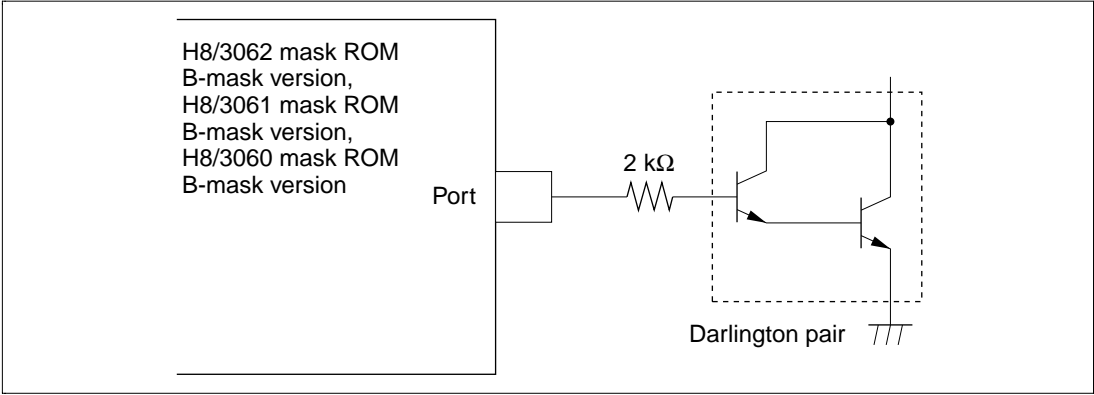 H8/3062 mask ROM
B-mask version,
H8/3061 mask ROM
B-mask version,
H8/3060 mask ROM
B-mask version
Port
2 kΩ
Darlington pair